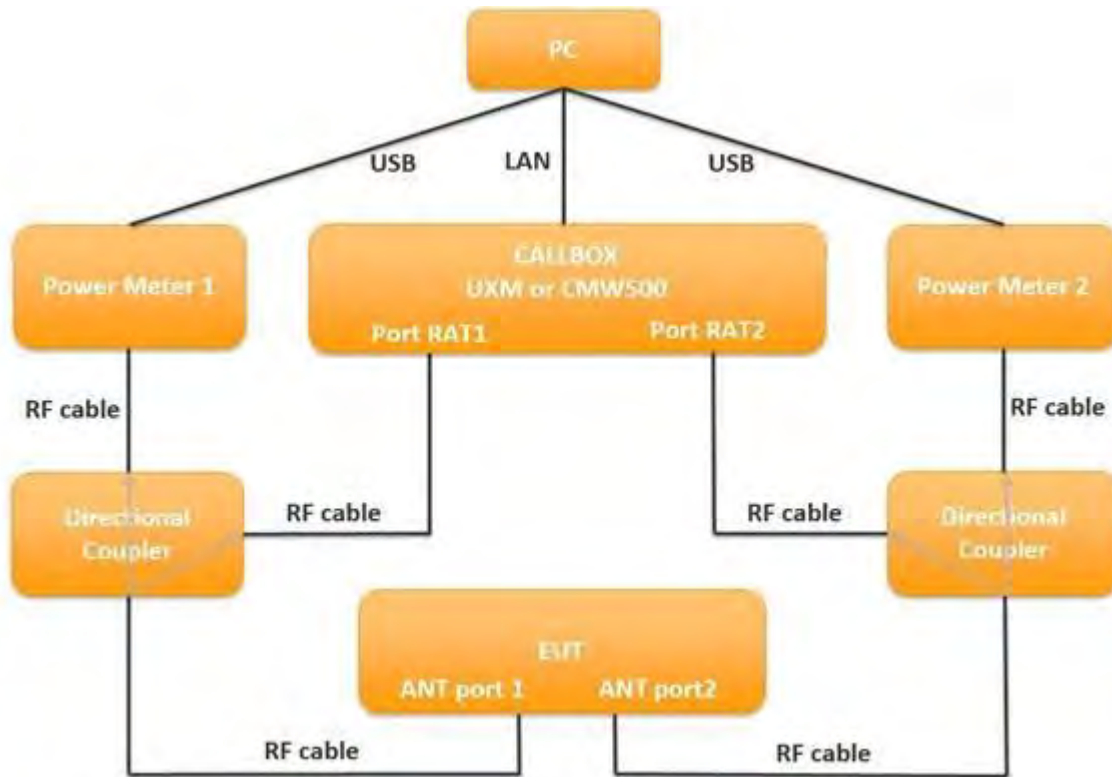 PC
USB
LAN
USB
Power Meter 1
CALLBOX
UXM or CMW500
Port RAT1
Port RAT2
Power Meter 2
RF cable
RF cable
Directional
Coupler
RF cable
RF cable
Directional
Coupler
EUT
ANT port 1
ANT port2
RF cable
RF cable